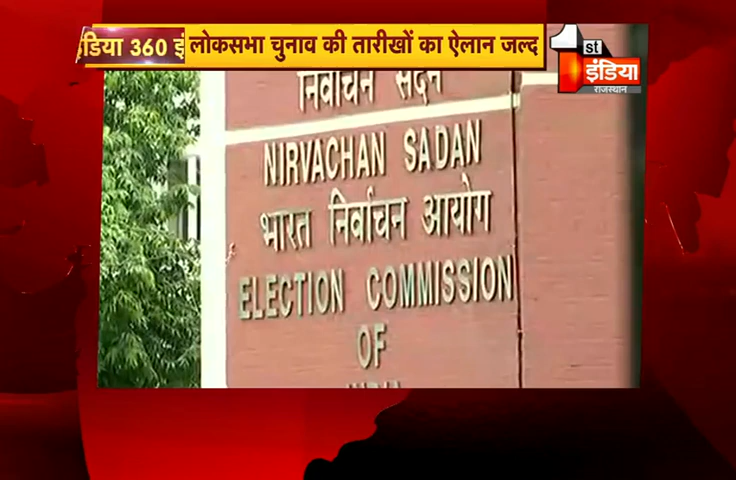 इंडिया 360 इं
लोकसभा चुनाव की तारीखों का ऐलान जल्द
1st
इंडिया
राजस्थान
निर्वाचन सदन
NIRVACHAN SADAN
भारत निर्वाचन आयोग
ELECTION COMMISSION
OF